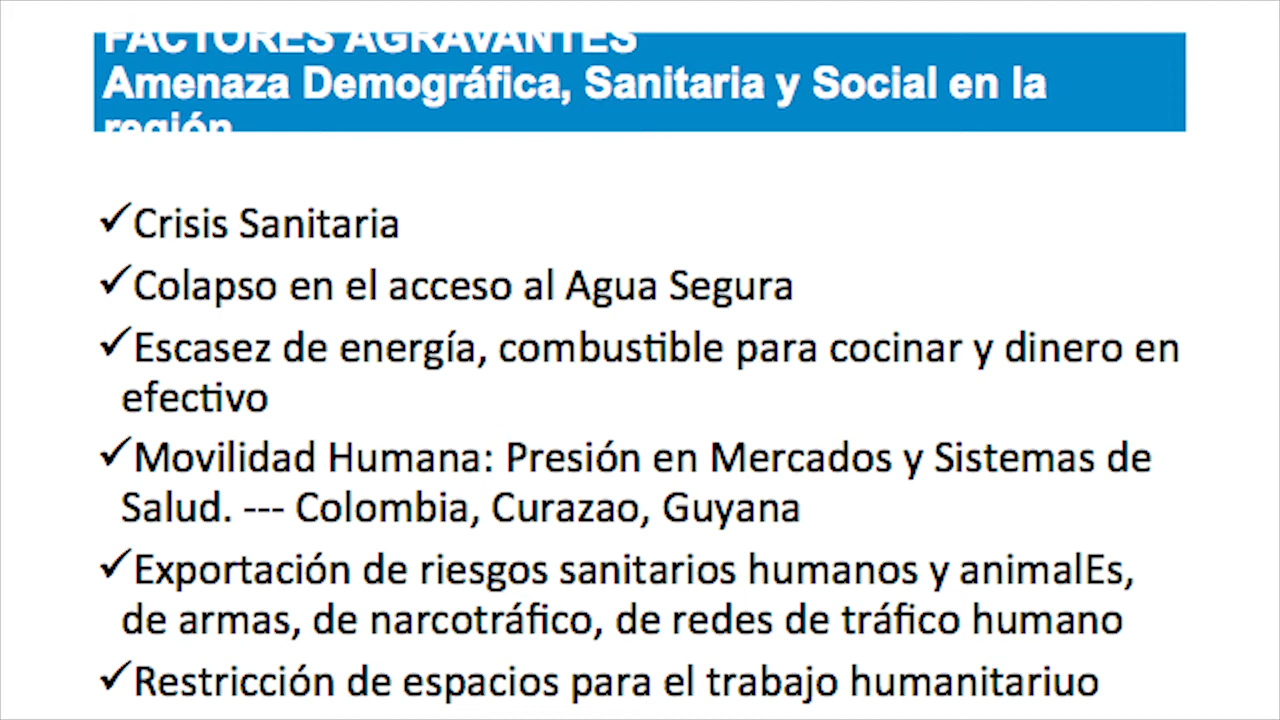 FACTORES AGRAVANTES
Amenaza Demográfica, Sanitaria y Social en la
región
✓Crisis Sanitaria
✓Colapso en el acceso al Agua Segura
✓Escasez de energía, combustible para cocinar y dinero en
efectivo
✓Movilidad Humana: Presión en Mercados y Sistemas de
Salud. --- Colombia, Curazao, Guyana
✓Exportación de riesgos sanitarios humanos y animalEs,
de armas, de narcotráfico, de redes de tráfico humano
✓Restricción de espacios para el trabajo humanitariuo